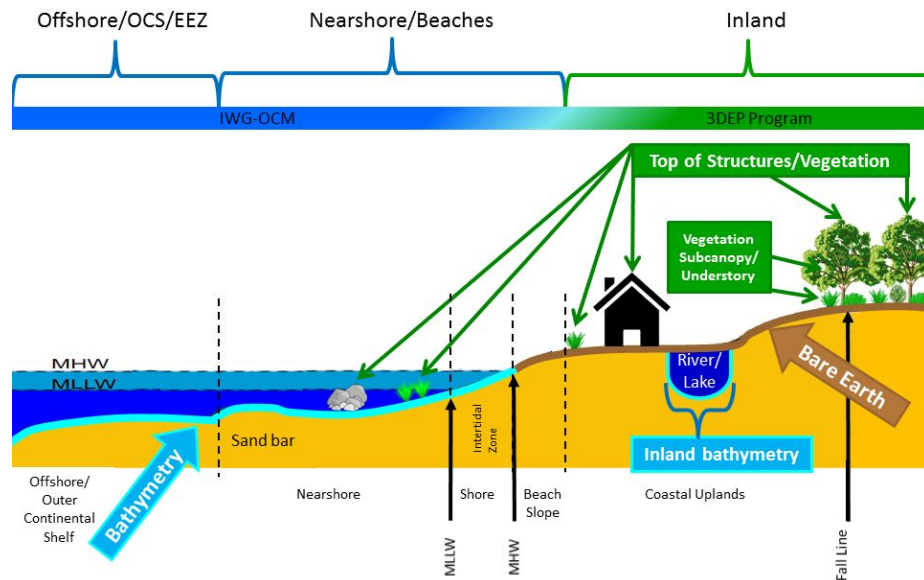 Offshore/OCS/EEZ
Nearshore/Beaches
Inland
IWG-OCM
3DEP Program
Top of Structures/Vegetation
Vegetation
Subcanopy/
Understory
MHW
MLLW
River/
Lake
Bare Earth
Sand bar
Intertidal
Zone
Bathymetry
Inland bathymetry
Offshore/
Outer
Continental
Shelf
Nearshore
Shore
Beach
Slope
Coastal Uplands
MLLW
MHW
Fall Line